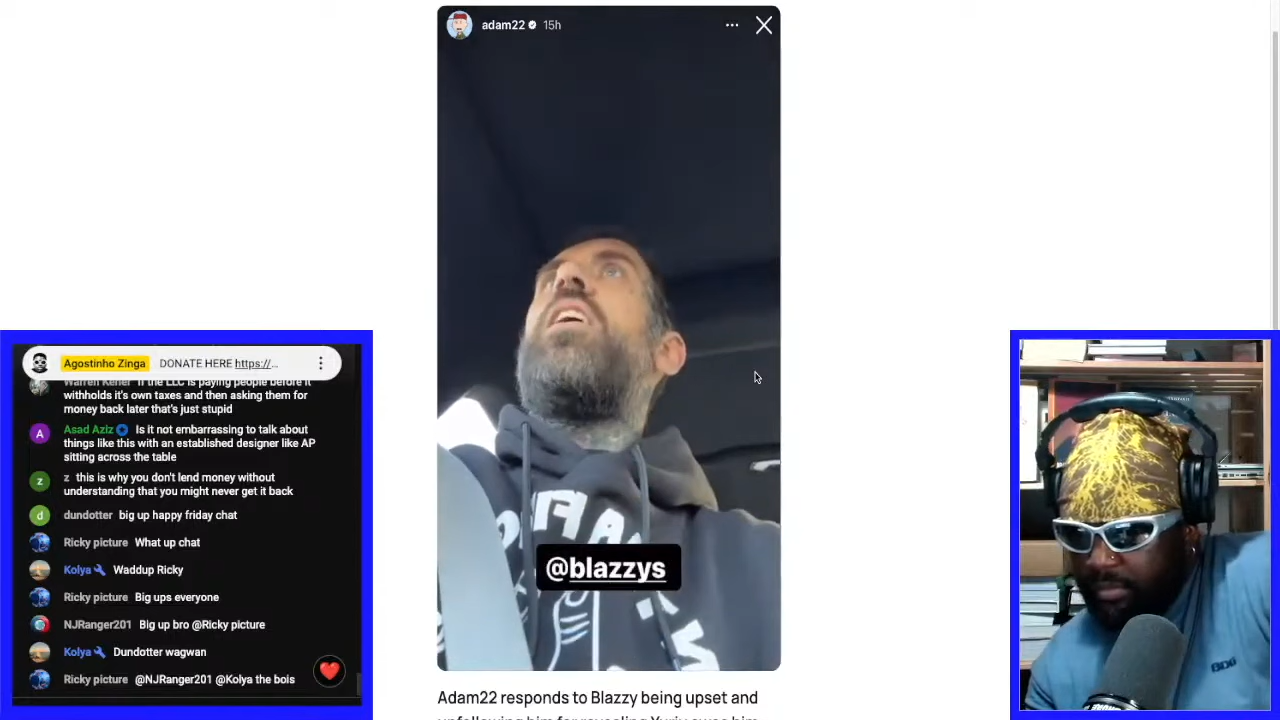 adam22 15h
@blazzys
Adam22 responds to Blazzy being upset and
Agostinho Zinga DONATE HERE https://...
Warren Kener If the LLC is paying people before it
withholds it's own taxes and then asking them for
money back later that's just stupid
A Asad Aziz Is it not embarrassing to talk about
things like this with an established designer like AP
sitting across the table
z z this is why you don't lend money without
understanding that you might never get it back
d dundotter big up happy friday chat
Ricky picture What up chat
Kolya Waddup Ricky
Ricky picture Big ups everyone
NJRanger201 Big up bro @Ricky picture
Kolya Dundotter wagwan
Ricky picture @NJRanger201 @Kolya the bois